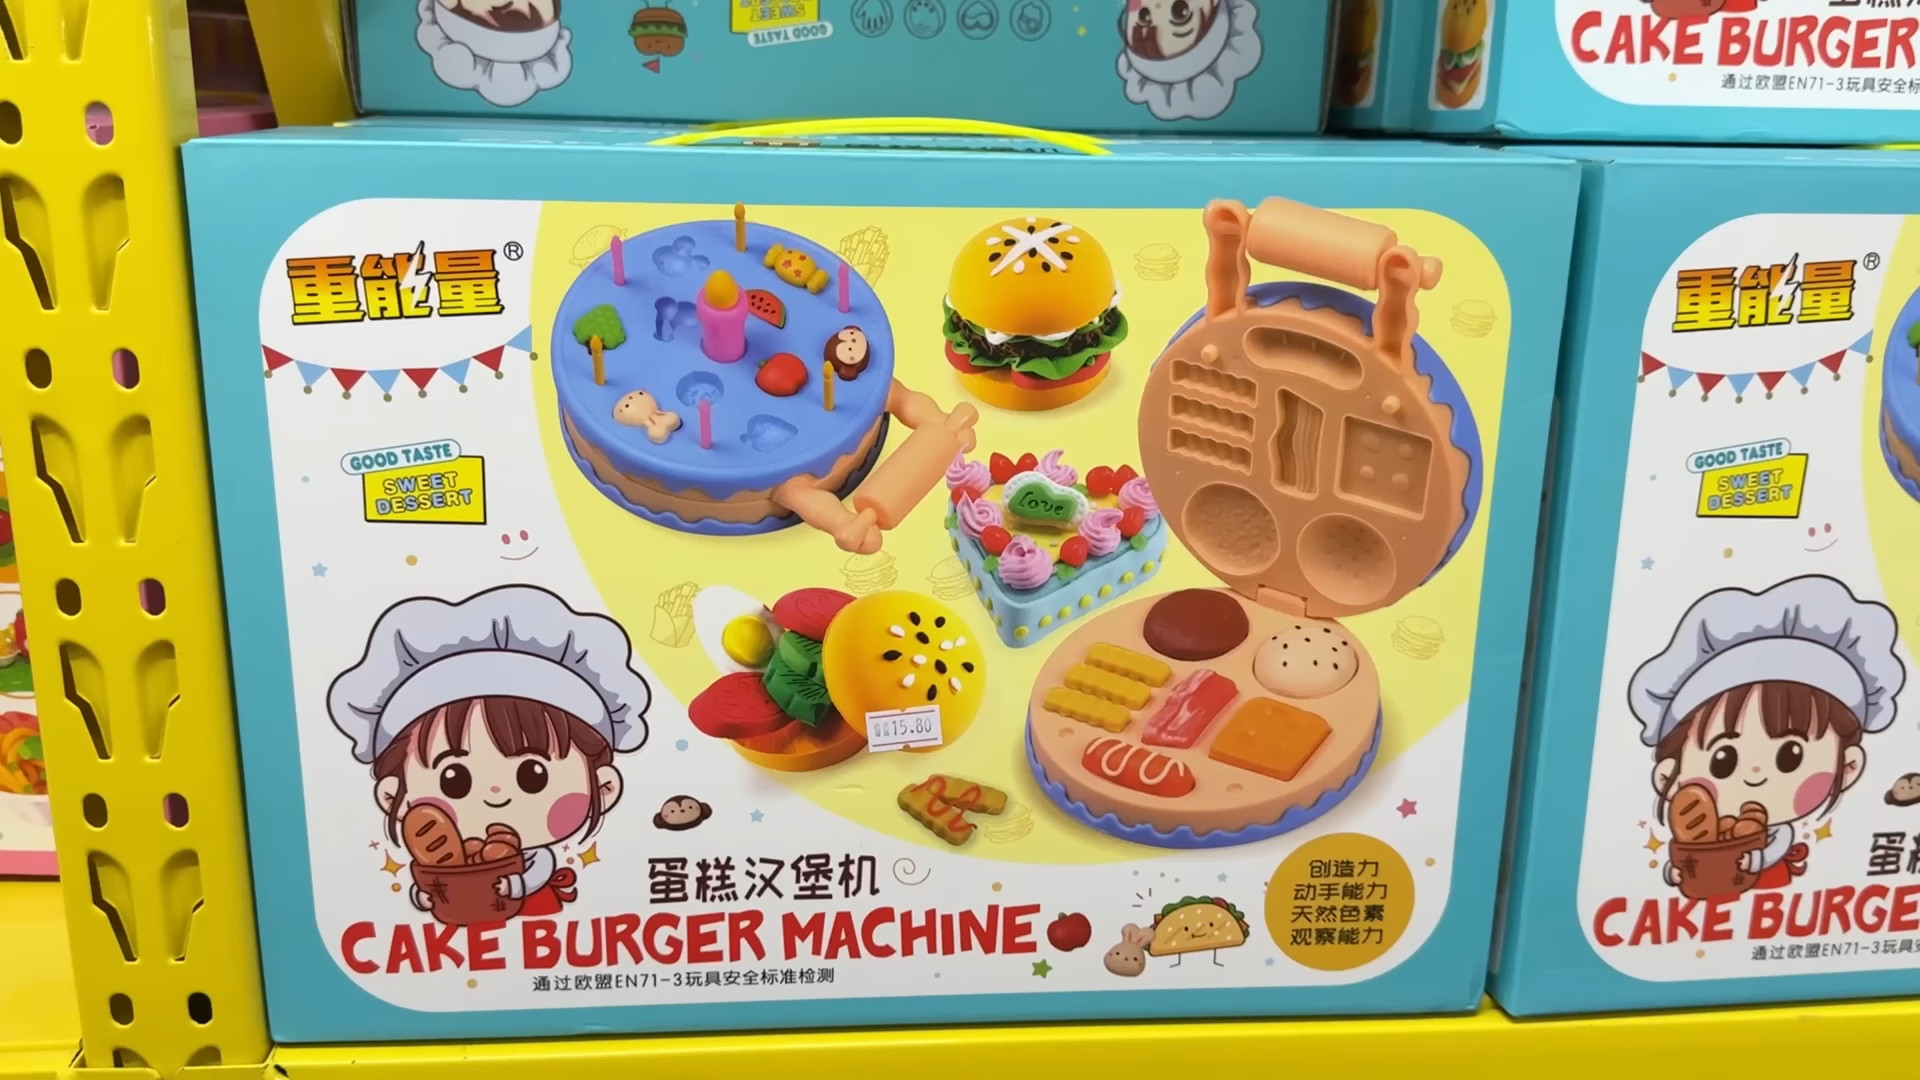 SWEET
GOOD TASTE
CAKE BURGER
通过欧盟EN71-3玩具安全标
重能量®
GOOD TASTE
SWEET
DESSERT
Love
15.80
蛋糕汉堡机
CAKE BURGER MACHINE
通过欧盟EN71-3玩具安全标准检测
创造力
动手能力
天然色素
观察能力
重能量®
GOOD TASTE
SWEET
DESSERT
蛋糕
CAKE BURGE
通过欧盟EN71-3玩具安